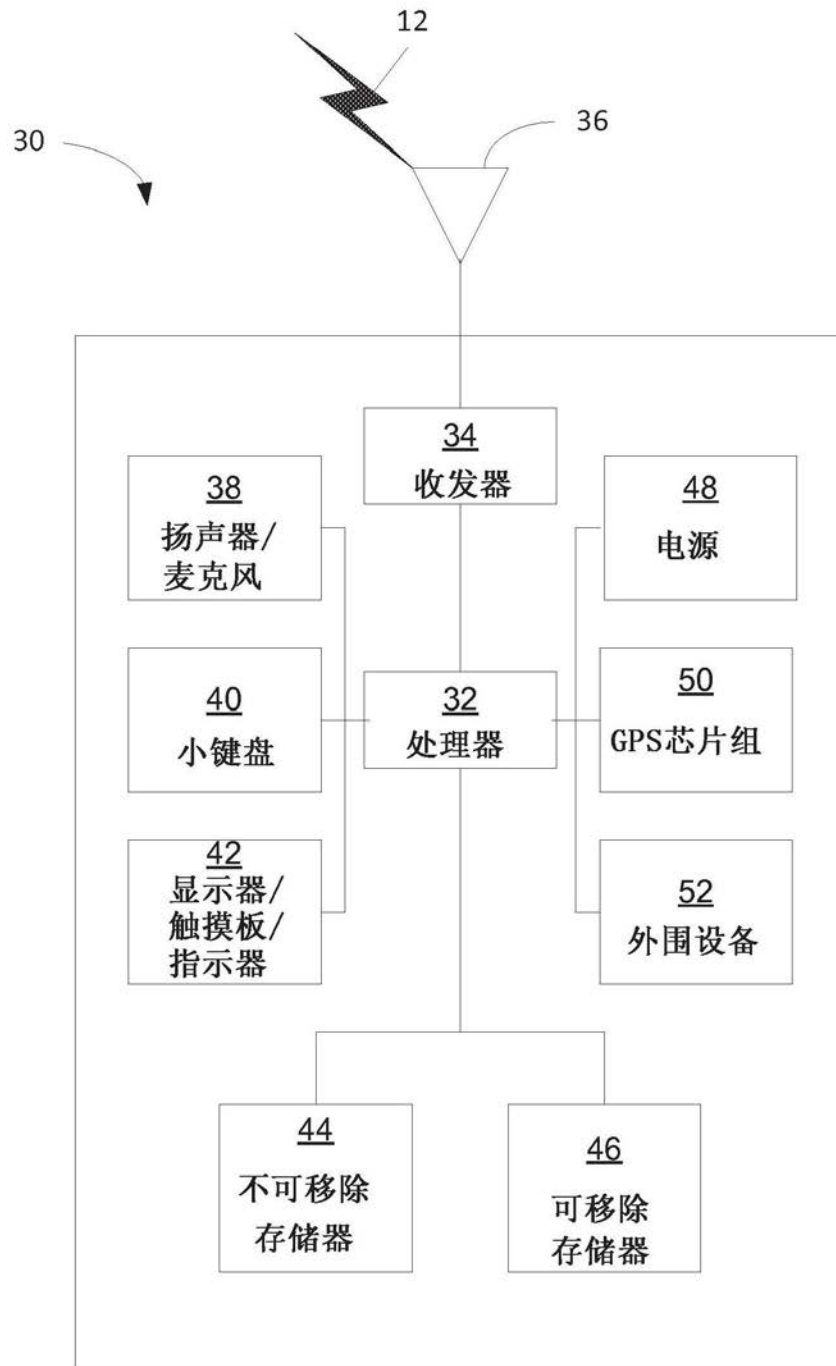 12
36
30
34
收发器
38
扬声器/
麦克风
48
电源
40
小键盘
32
处理器
50
GPS芯片组
42
显示器/
触摸板/
指示器
52
外围设备
44
不可移除
存储器
46
可移除
存储器